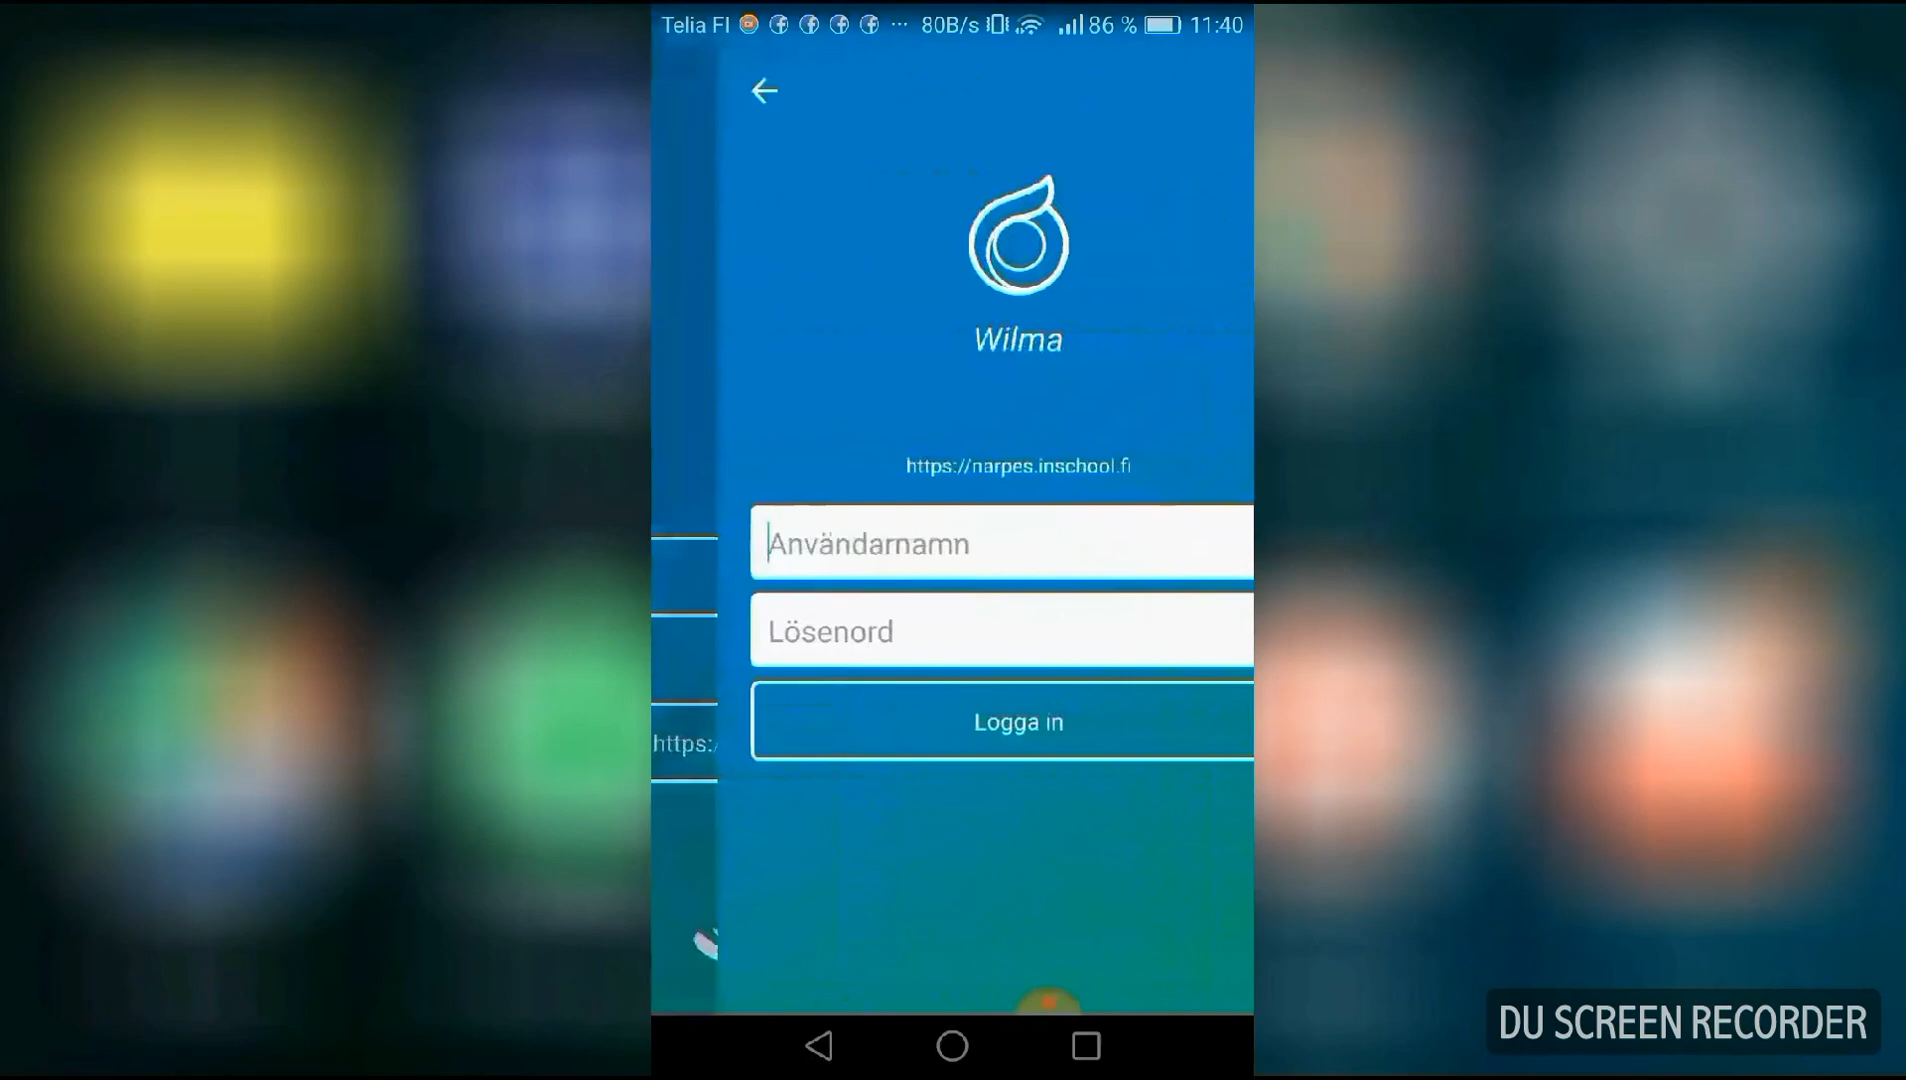 Telia FI ... 80B/s 86 % 11:40
Wilma
https://narpes.inschool.fi
Användarnamn
Lösenord
https:/
Logga in
DU SCREEN RECORDER